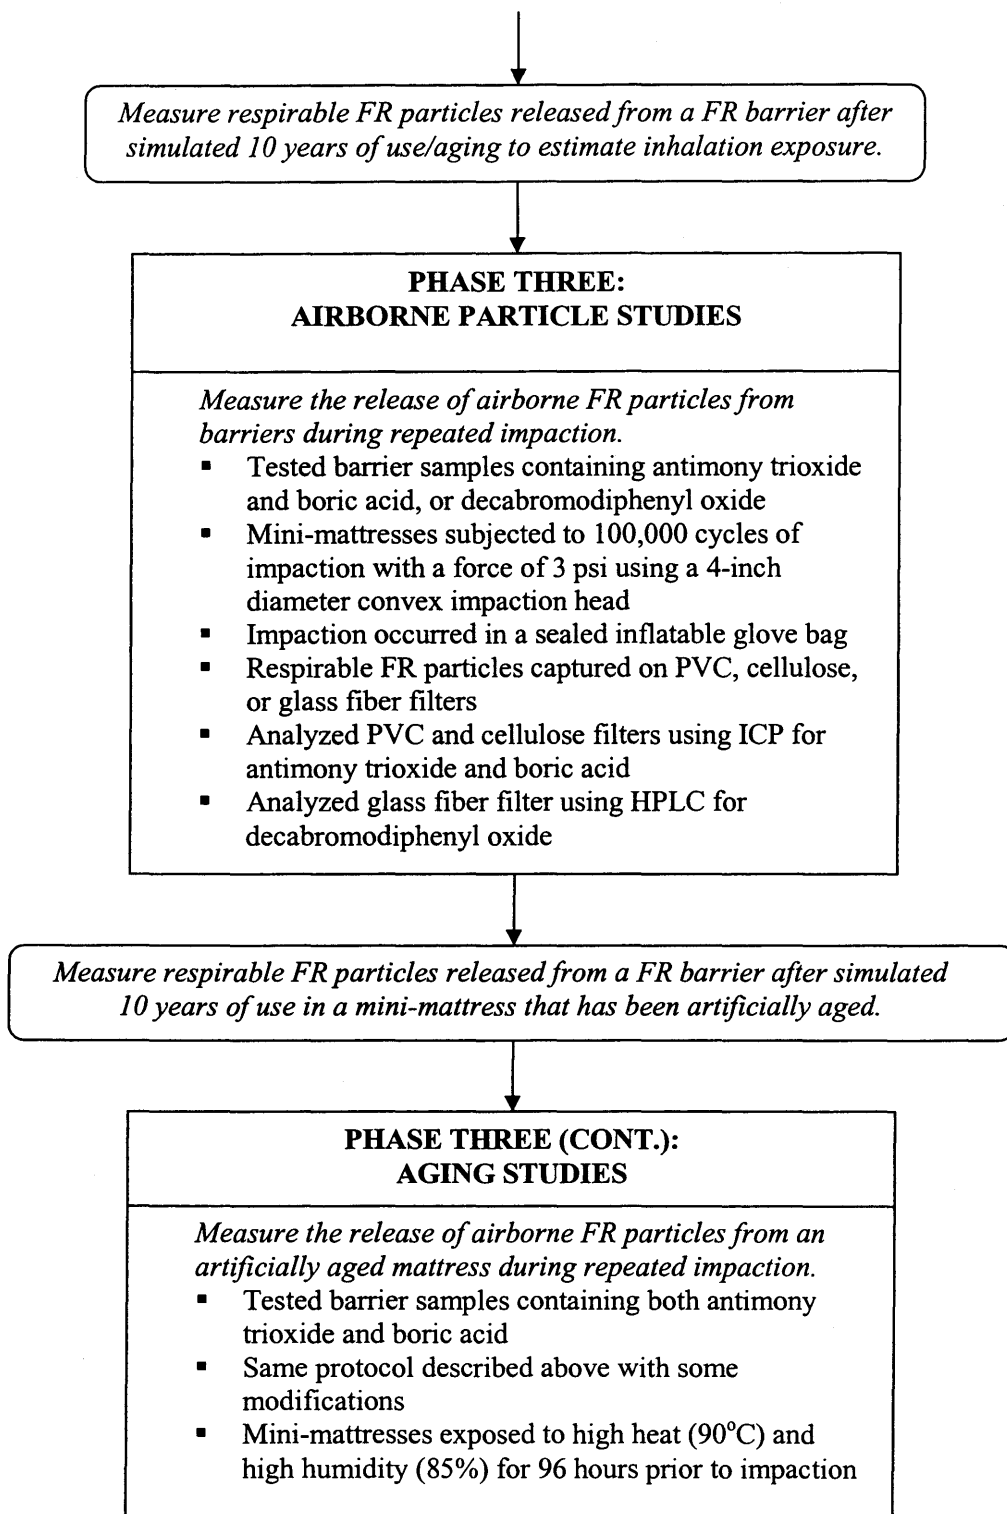 Measure respirable FR particles released from a FR barrier after
simulated 10 years of use/aging to estimate inhalation exposure.
PHASE THREE:
AIRBORNE PARTICLE STUDIES
Measure the release of airborne FR particles from
barriers during repeated impaction.
▪ Tested barrier samples containing antimony trioxide
and boric acid, or decabromodiphenyl oxide
▪ Mini-mattresses subjected to 100,000 cycles of
impaction with a force of 3 psi using a 4-inch
diameter convex impaction head
▪ Impaction occurred in a sealed inflatable glove bag
▪ Respirable FR particles captured on PVC, cellulose,
or glass fiber filters
▪ Analyzed PVC and cellulose filters using ICP for
antimony trioxide and boric acid
▪ Analyzed glass fiber filter using HPLC for
decabromodiphenyl oxide
Measure respirable FR particles released from a FR barrier after simulated
10 years of use in a mini-mattress that has been artificially aged.
PHASE THREE (CONT.):
AGING STUDIES
Measure the release of airborne FR particles from an
artificially aged mattress during repeated impaction.
▪ Tested barrier samples containing both antimony
trioxide and boric acid
▪ Same protocol described above with some
modifications
▪ Mini-mattresses exposed to high heat (90°C) and
high humidity (85%) for 96 hours prior to impaction